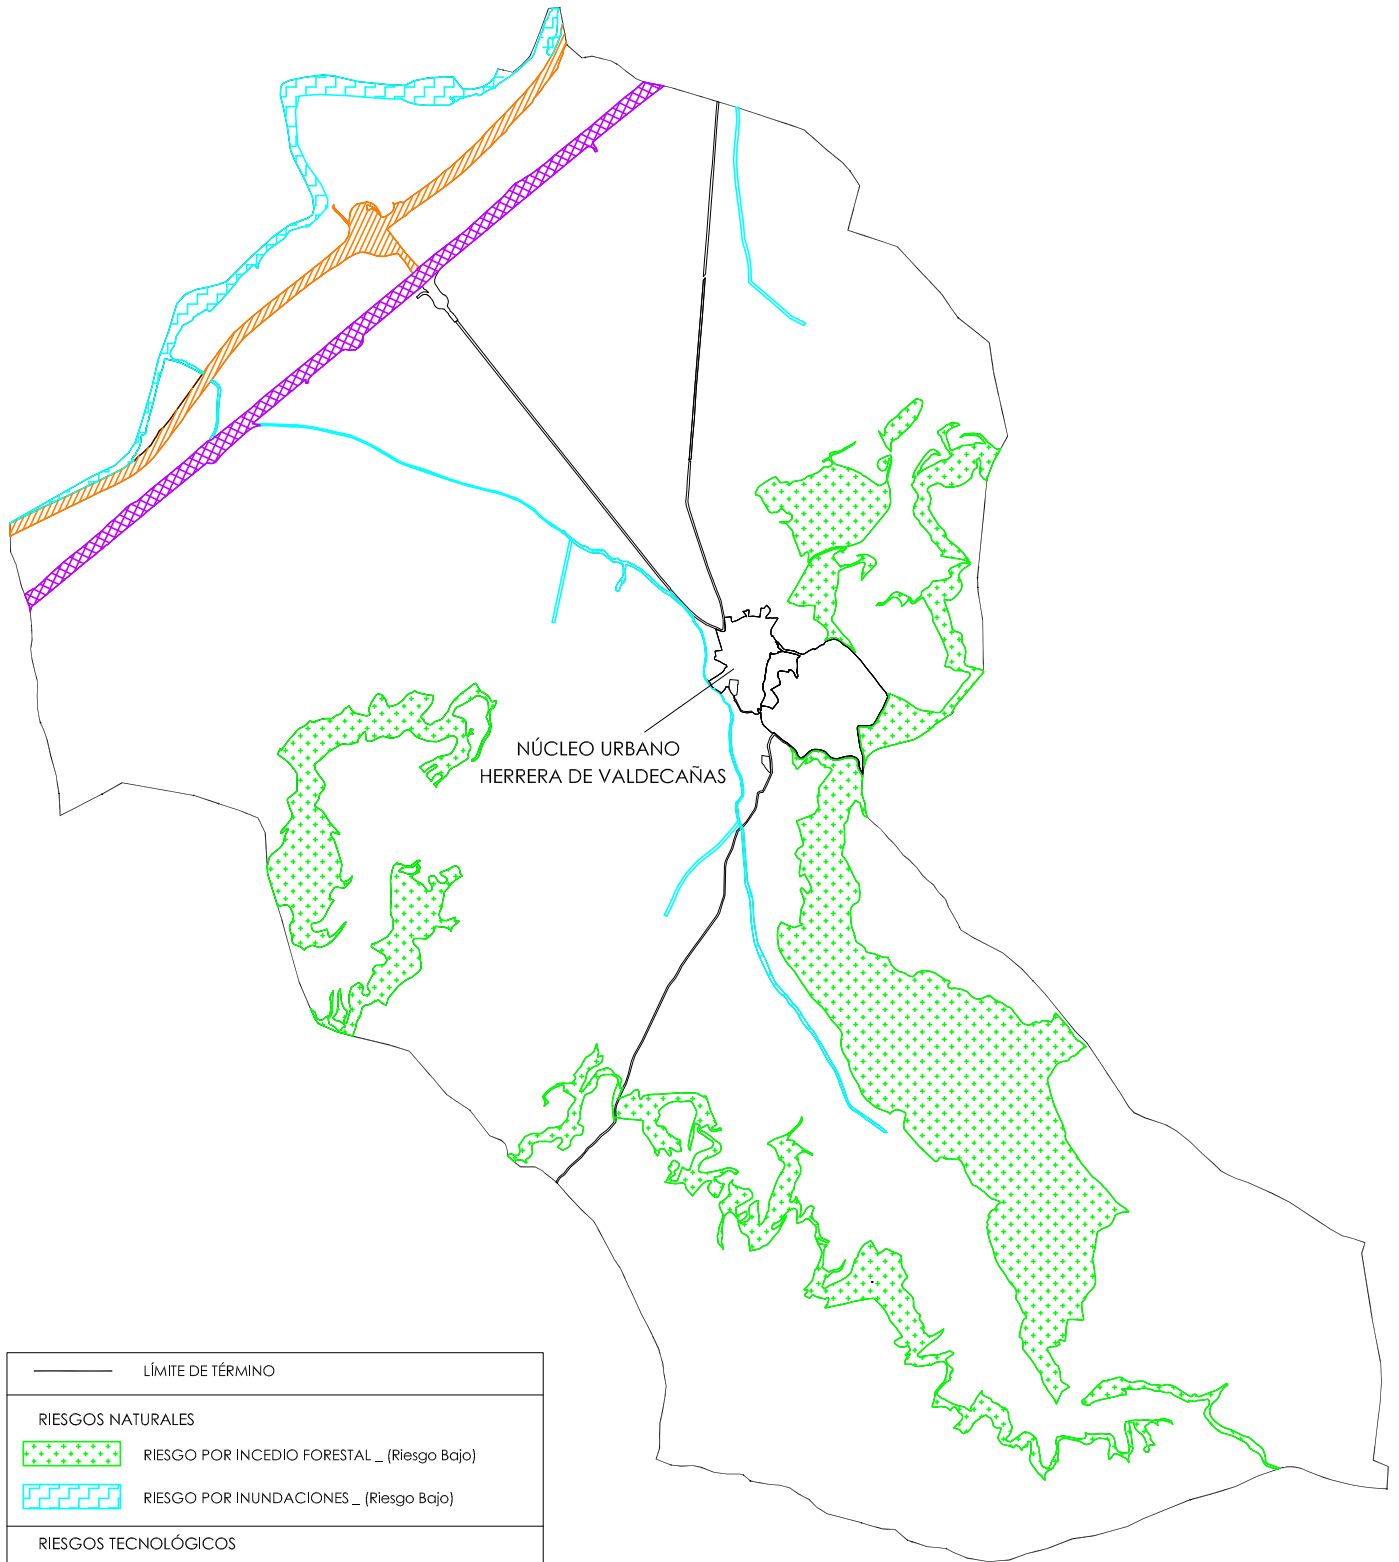 NÚCLEO URBANO
HERRERA DE VALDECAÑAS
LÍMITE DE TÉRMINO
RIESGOS NATURALES
RIESGO POR INCEDIO FORESTAL _ (Riesgo Bajo)
RIESGO POR INUNDACIONES _ (Riesgo Bajo)
RIESGOS TECNOLÓGICOS